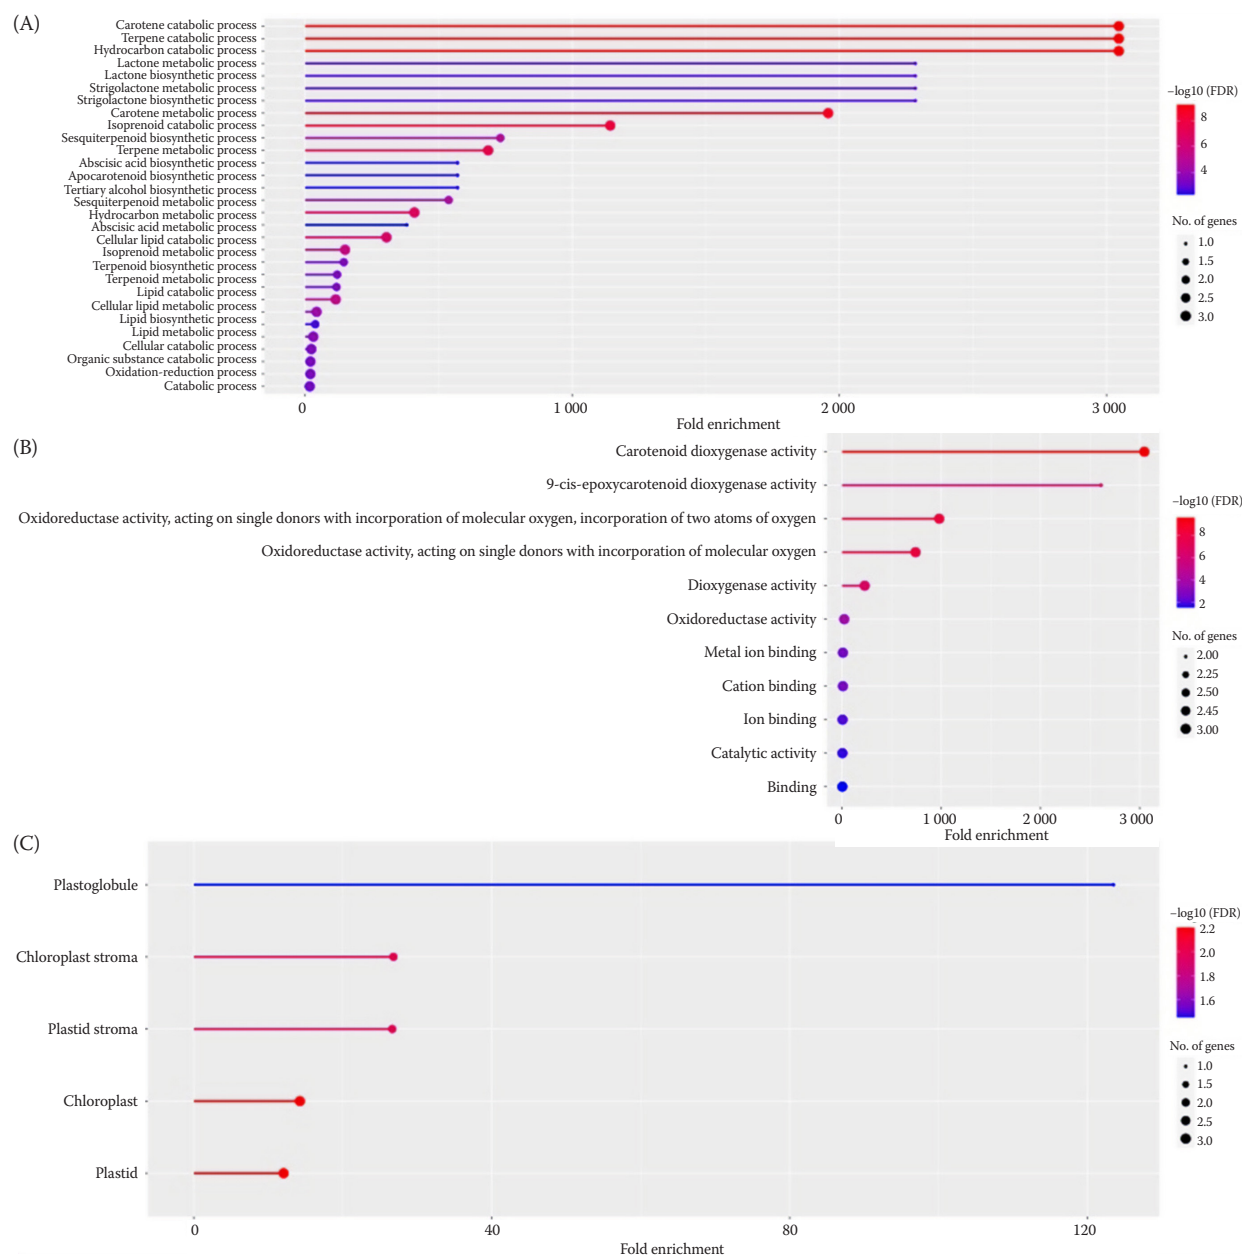 (A)
Carotene catabolic process
Terpene catabolic process
Hydrocarbon catabolic process
Lactone metabolic process
Lactone biosynthetic process
Strigolactone metabolic process
Strigolactone biosynthetic process
Carotene metabolic process
Isoprenoid catabolic process
Sesquiterpenoid biosynthetic process
Terpene metabolic process
Abscisic acid biosynthetic process
Apocarotenoid biosynthetic process
Tertiary alcohol biosynthetic process
Sesquiterpenoid metabolic process
Hydrocarbon metabolic process
Abscisic acid metabolic process
Cellular lipid catabolic process
Isoprenoid metabolic process
Terpenoid biosynthetic process
Terpenoid metabolic process
Lipid catabolic process
Cellular lipid metabolic process
Lipid biosynthetic process
Lipid metabolic process
Cellular catabolic process
Organic substance catabolic process
Oxidation-reduction process
Catabolic process
0 1 000 2 000 3 000
Fold enrichment
−log10 (FDR)
8
6
4
No. of genes
1.0
1.5
2.0
2.5
3.0
(B)
Carotenoid dioxygenase activity
9-cis-epoxycarotenoid dioxygenase activity
Oxidoreductase activity, acting on single donors with incorporation of molecular oxygen, incorporation of two atoms of oxygen
Oxidoreductase activity, acting on single donors with incorporation of molecular oxygen
Dioxygenase activity
Oxidoreductase activity
Metal ion binding
Cation binding
Ion binding
Catalytic activity
Binding
0 1 000 2 000 3 000
Fold enrichment
−log10 (FDR)
8
6
4
2
No. of genes
2.00
2.25
2.50
2.45
3.00
(C)
Plastoglobule
Chloroplast stroma
Plastid stroma
Chloroplast
Plastid
0 40 80 120
Fold enrichment
−log10 (FDR)
2.2
2.0
1.8
1.6
No. of genes
1.0
1.5
2.0
2.5
3.0